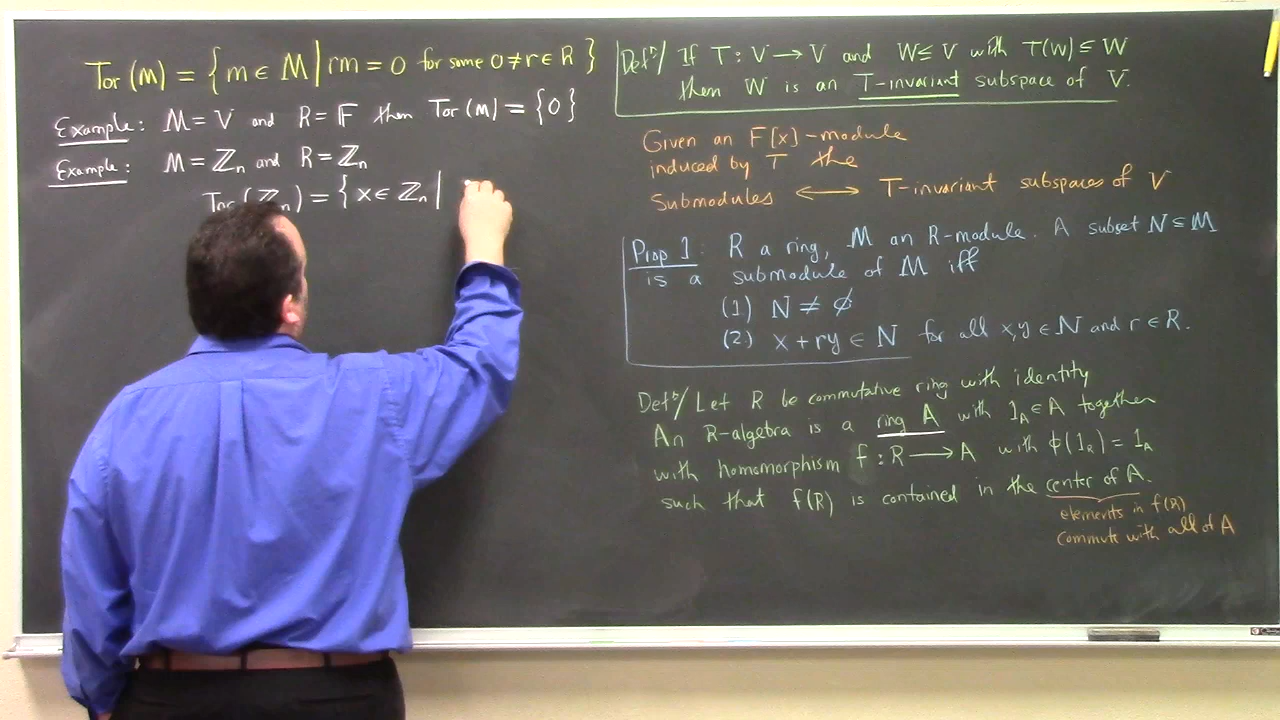 Tor (M) = { m ∈ M | rm = 0 for some 0 ≠ r ∈ R }
Example: M = V and R = F then Tor (M) = {0}
Example: M = ℤn and R = ℤn
Tor (ℤn) = { x ∈ ℤn |
Defn/ If T : V → V and W ≤ V with T(W) ⊆ W
then W is an T-invariant subspace of V.
Given an F[x]-module
induced by T the
Submodules ⟷ T-invariant subspaces of V
Prop 1: R a ring, M an R-module. A subset N ⊆ M
is a submodule of M iff
(1) N ≠ ∅
(2) x + ry ∈ N for all x,y ∈ N and r ∈ R.
Defn/ Let R be commutative ring with identity
An R-algebra is a ring A with 1A ∈ A together
with homomorphism f : R → A with φ(1R) = 1A
such that f(R) is contained in the center of A.
elements in f(R)
commute with all of A